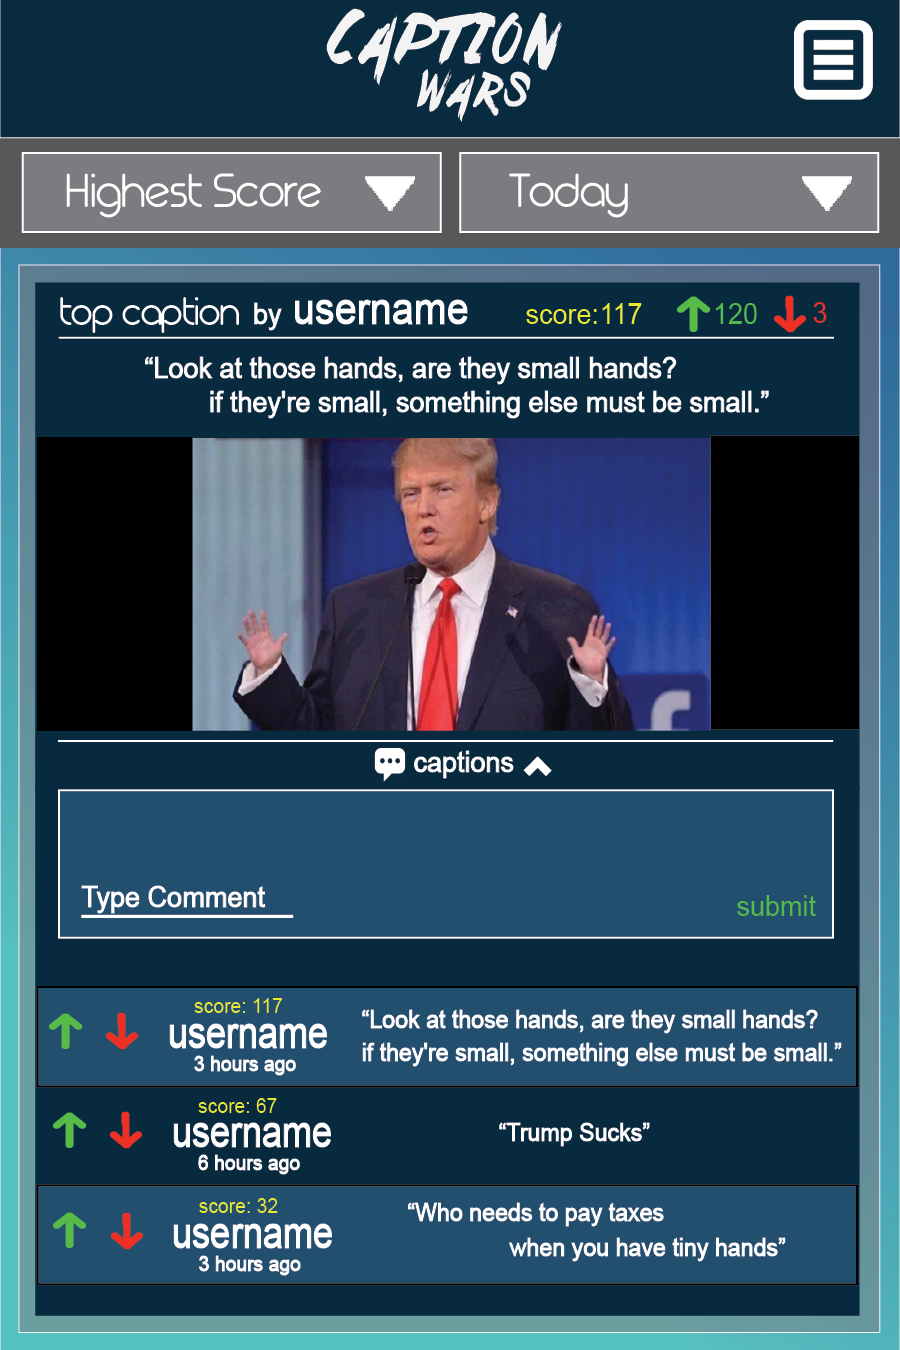 CAPTION
WARS
Highest Score
Today
top caption by username score:117 120 3
“Look at those hands, are they small hands?
if they're small, something else must be small.”
f
captions
Type Comment
submit
score: 117
username
3 hours ago
“Look at those hands, are they small hands?
if they're small, something else must be small.”
score: 67
username
6 hours ago
“Trump Sucks”
score: 32
username
3 hours ago
“Who needs to pay taxes
when you have tiny hands”